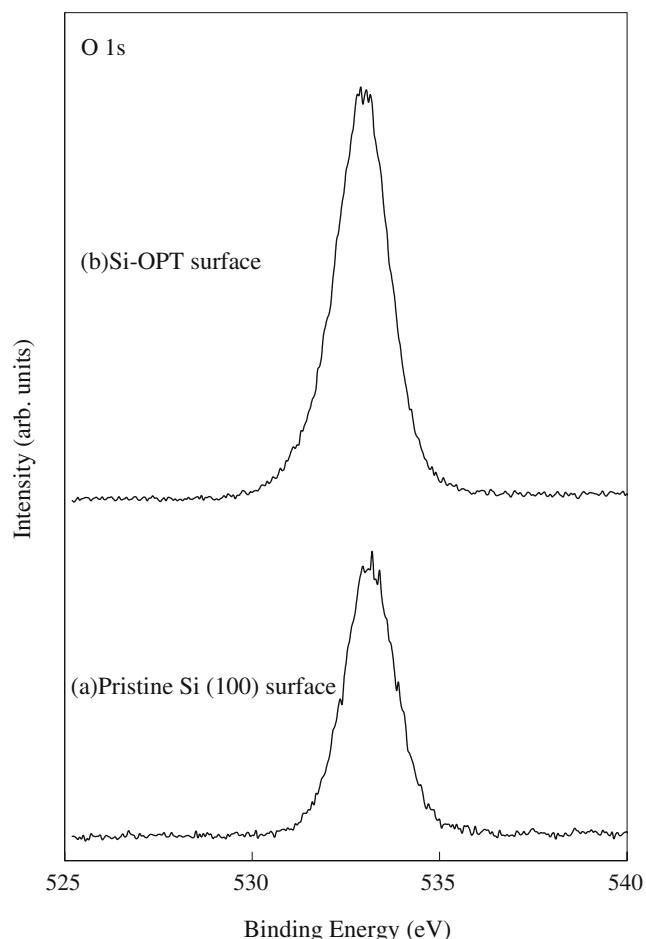 O 1s
(b)Si-OPT surface
Intensity (arb. units)
(a)Pristine Si (100) surface
525 530 535 540
Binding Energy (eV)